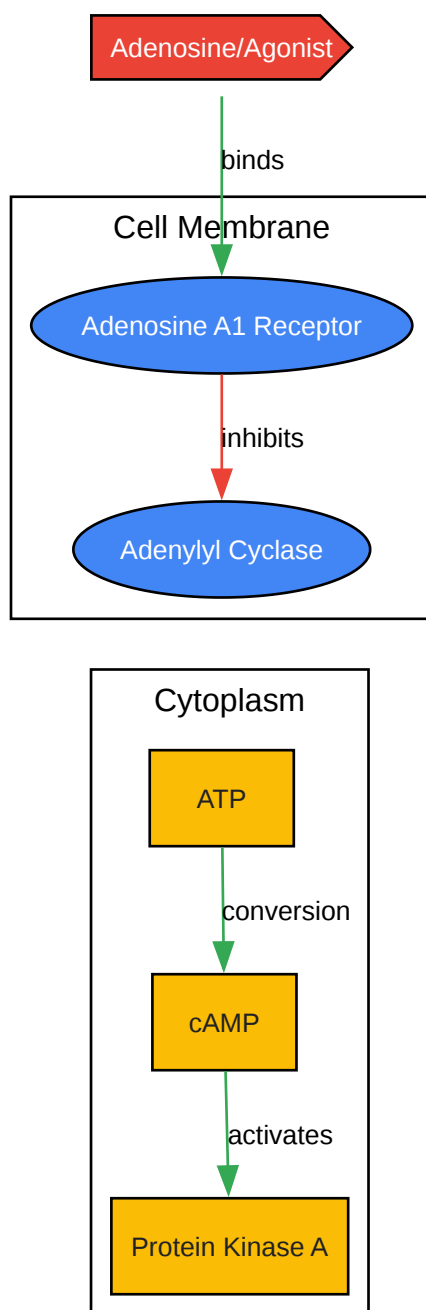 Adenosine/Agonist
binds
Cell Membrane
Adenosine A1 Receptor
inhibits
Adenylyl Cyclase
Cytoplasm
ATP
conversion
cAMP
activates
Protein Kinase A